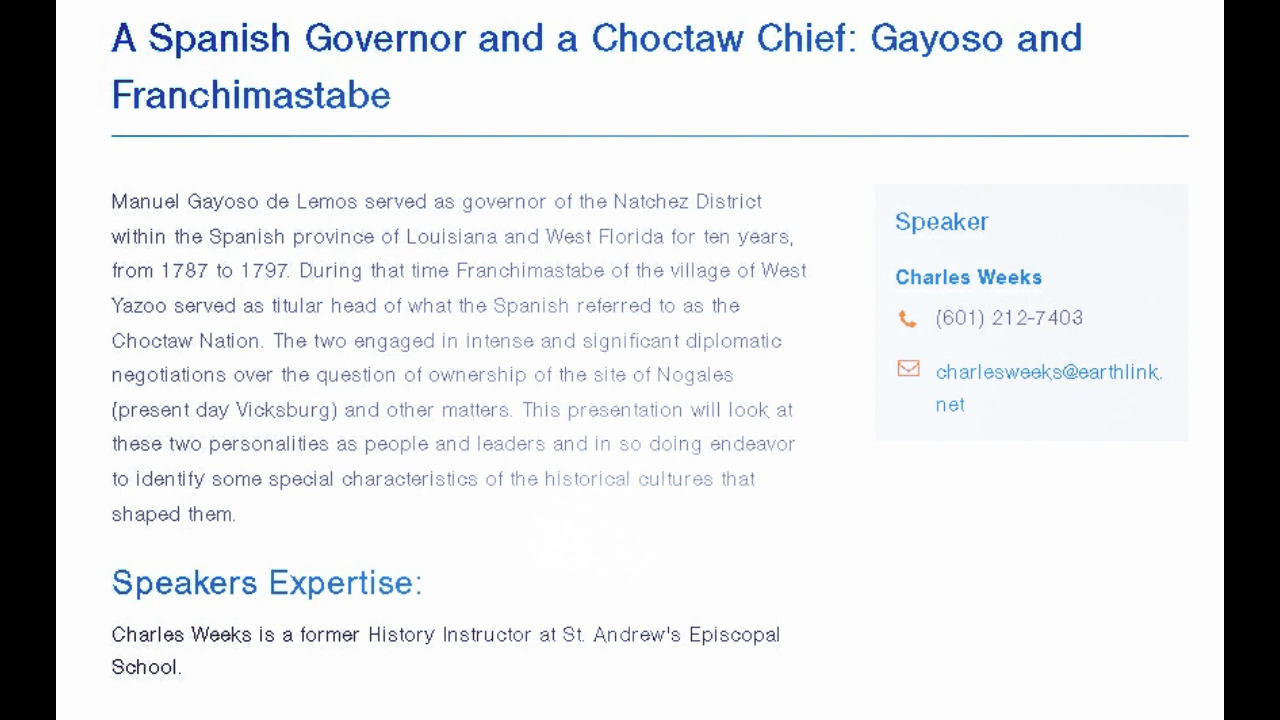 A Spanish Governor and a Choctaw Chief: Gayoso and
Franchimastabe
Manuel Gayoso de Lemos served as governor of the Natchez District
within the Spanish province of Louisiana and West Florida for ten years,
from 1787 to 1797. During that time Franchimastabe of the village of West
Yazoo served as titular head of what the Spanish referred to as the
Choctaw Nation. The two engaged in intense and significant diplomatic
negotiations over the question of ownership of the site of Nogales
(present day Vicksburg) and other matters. This presentation will look at
these two personalities as people and leaders and in so doing endeavor
to identify some special characteristics of the historical cultures that
shaped them.
Speakers Expertise:
Charles Weeks is a former History Instructor at St. Andrew's Episcopal
School.
Speaker
Charles Weeks
(601) 212-7403
charlesweeks@earthlink.
net